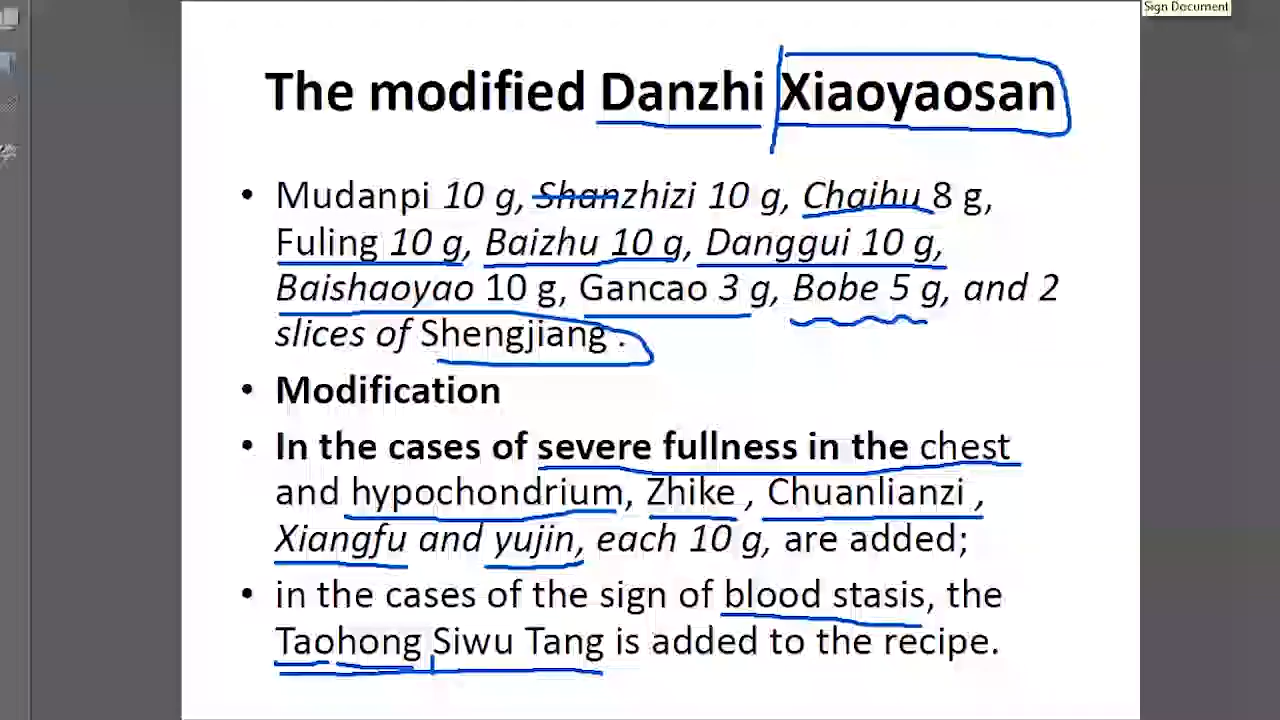 Sign Document
The modified Danzhi Xiaoyaosan
• Mudanpi 10 g, Shanzhizi 10 g, Chaihu 8 g,
Fuling 10 g, Baizhu 10 g, Danggui 10 g,
Baishaoyao 10 g, Gancao 3 g, Bobe 5 g, and 2
slices of Shengjiang .
• Modification
• In the cases of severe fullness in the chest
and hypochondrium, Zhike , Chuanlianzi ,
Xiangfu and yujin, each 10 g, are added;
• in the cases of the sign of blood stasis, the
Taohong Siwu Tang is added to the recipe.